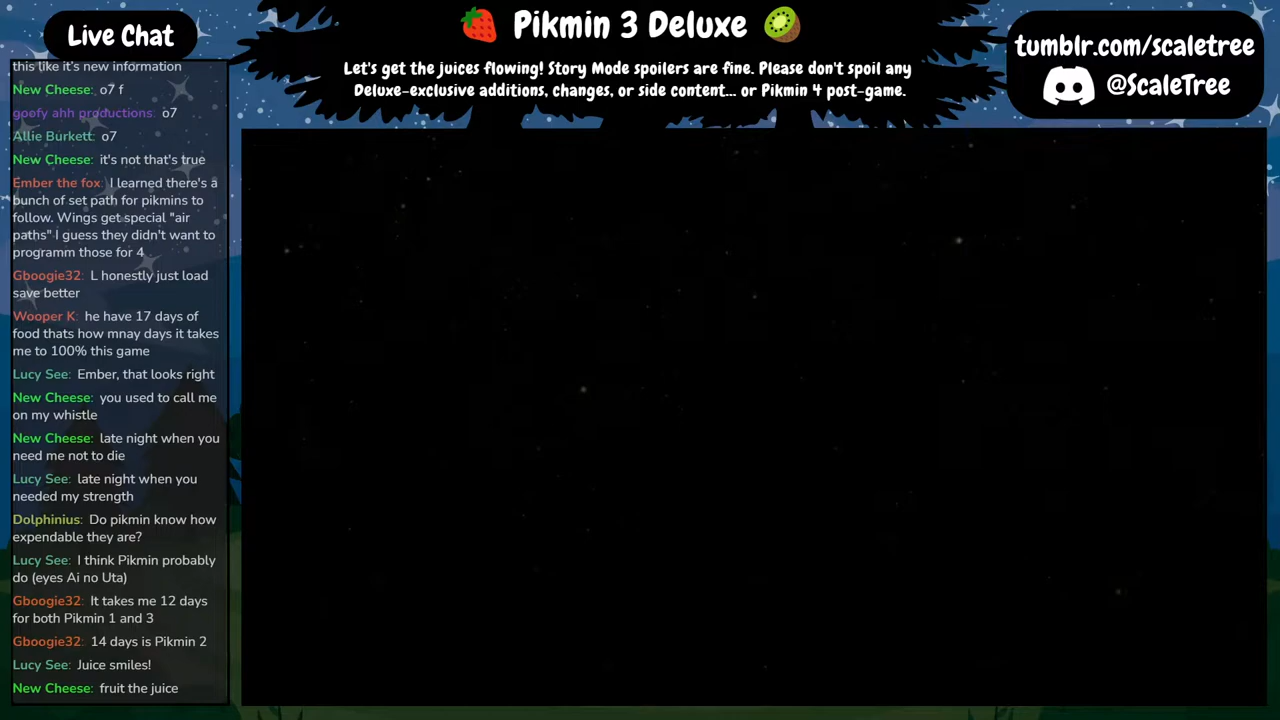 Live Chat
🍓 Pikmin 3 Deluxe 🥝
Let's get the juices flowing! Story Mode spoilers are fine. Please don't spoil any
Deluxe-exclusive additions, changes, or side content... or Pikmin 4 post-game.
tumblr.com/scaletree
@ScaleTree
this like it's new information
New Cheese: o7 f
goofy ahh productions: o7
Allie Burkett: o7
New Cheese: it's not that's true
Ember the fox: I learned there's a
bunch of set path for pikmins to
follow. Wings get special "air
paths" I guess they didn't want to
programm those for 4
Gboogie32: L honestly just load
save better
Wooper K: he have 17 days of
food thats how mnay days it takes
me to 100% this game
Lucy See: Ember, that looks right
New Cheese: you used to call me
on my whistle
New Cheese: late night when you
need me not to die
Lucy See: late night when you
needed my strength
Dolphinius: Do pikmin know how
expendable they are?
Lucy See: I think Pikmin probably
do (eyes Ai no Uta)
Gboogie32: It takes me 12 days
for both Pikmin 1 and 3
Gboogie32: 14 days is Pikmin 2
Lucy See: Juice smiles!
New Cheese: fruit the juice